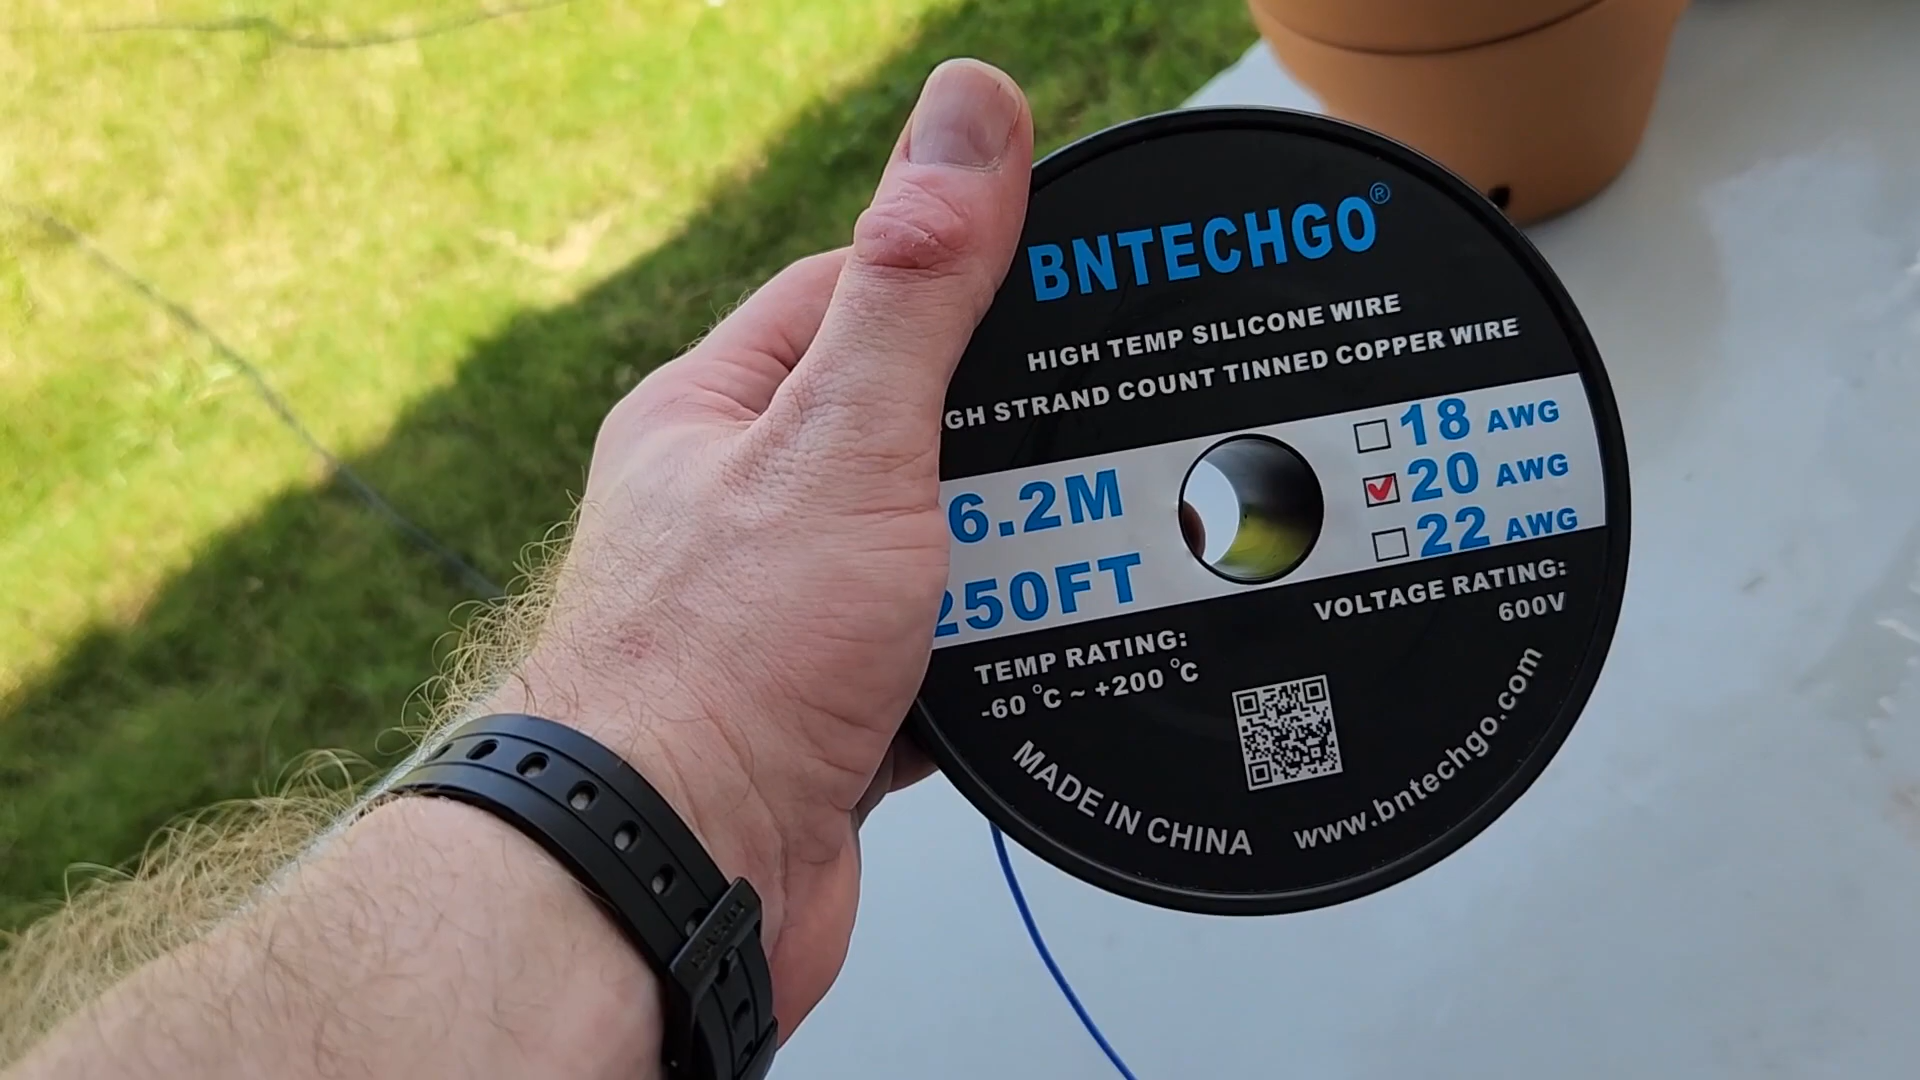 BNTECHGO®
HIGH TEMP SILICONE WIRE
GH STRAND COUNT TINNED COPPER WIRE
6.2M
250FT
18 AWG
20 AWG
22 AWG
TEMP RATING:
-60 °C ~ +200 °C
VOLTAGE RATING:
600V
MADE IN CHINA
www.bntechgo.com